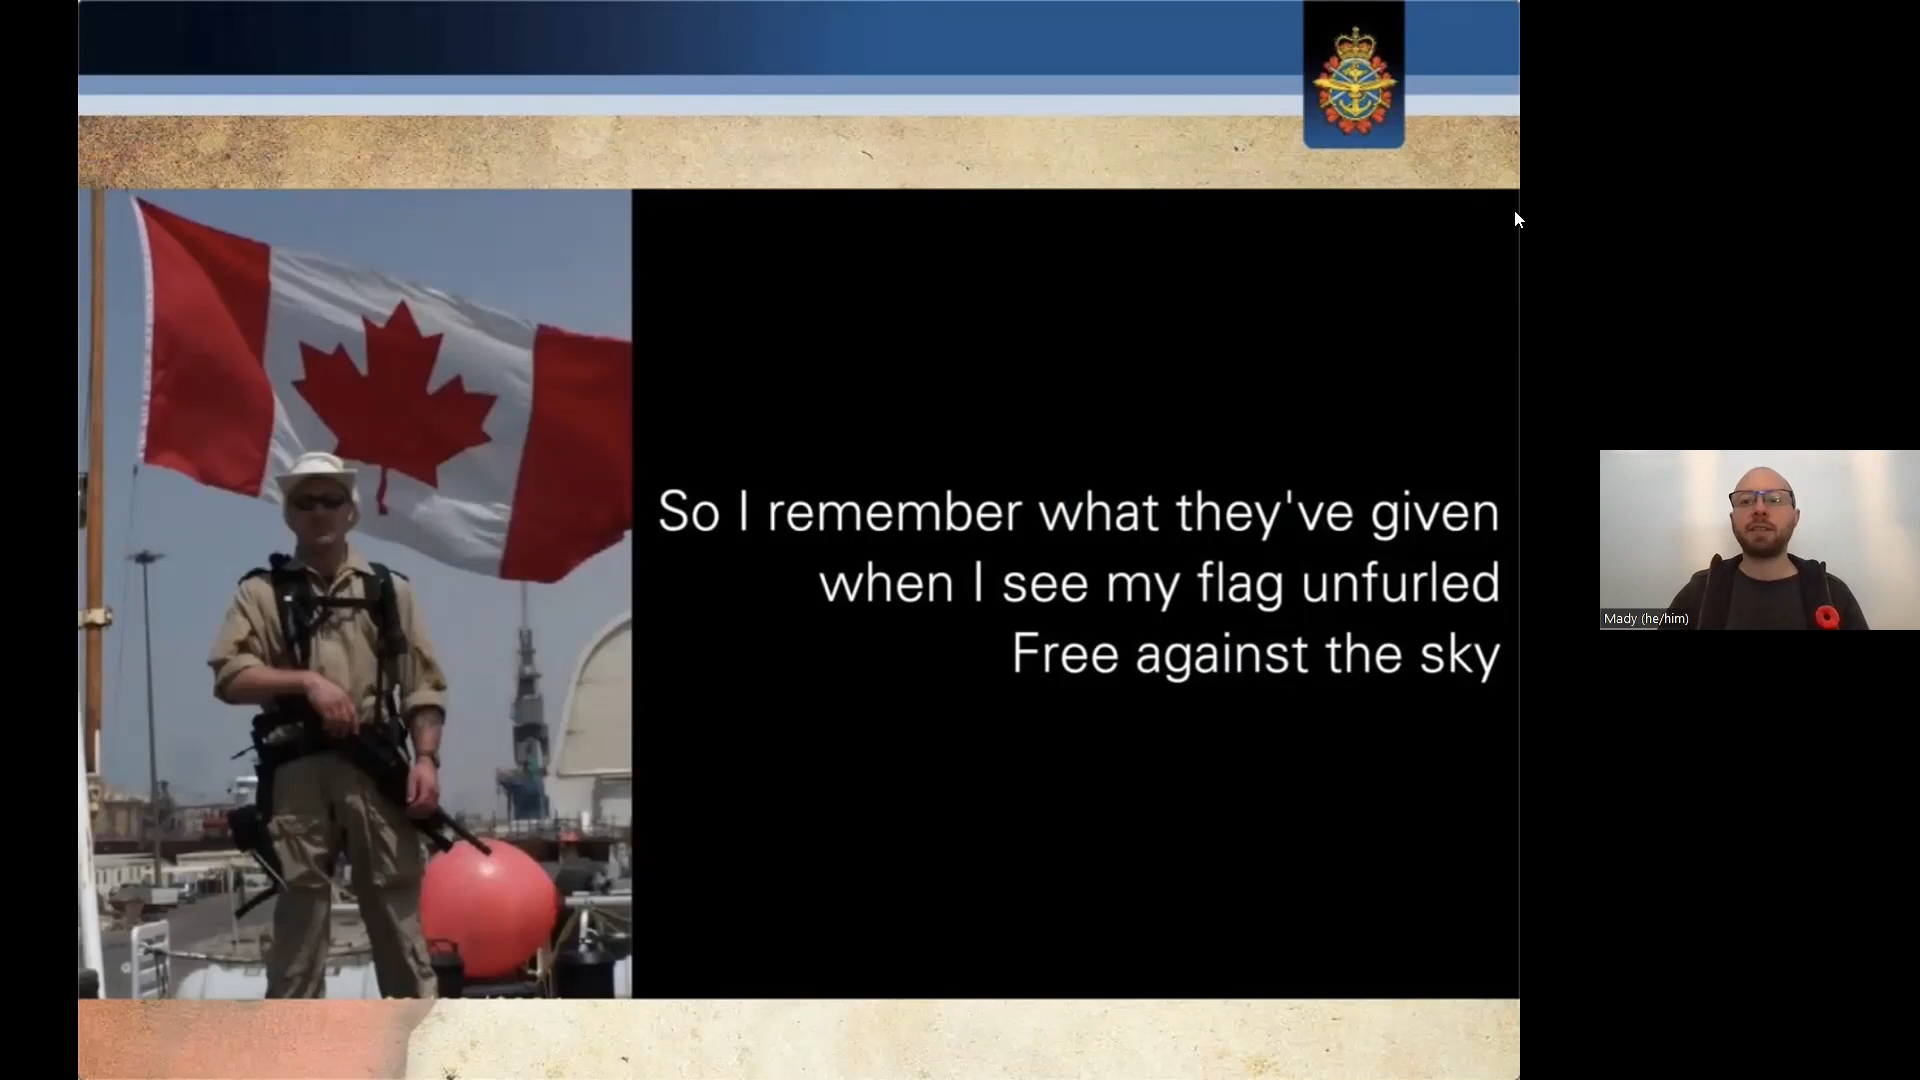 So I remember what they've given
when I see my flag unfurled
Free against the sky
Mady (he/him)